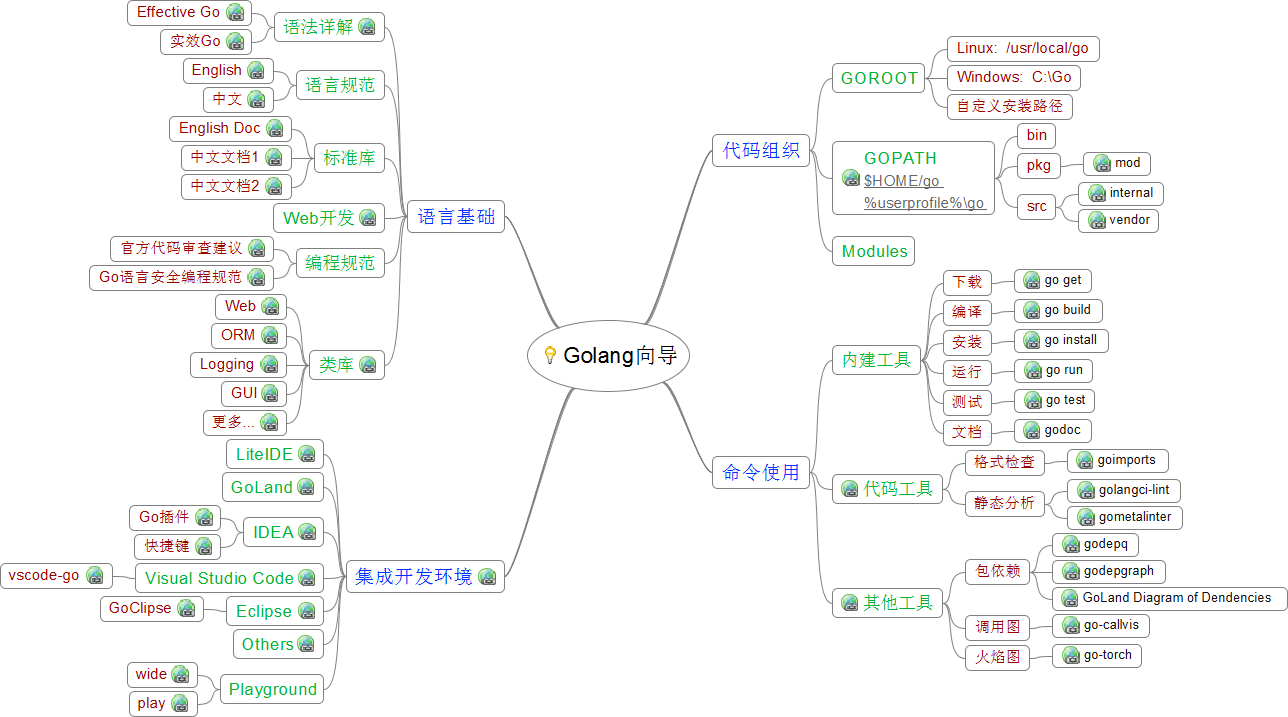 Golang向导
语言基础
语法详解
Effective Go
实效Go
语言规范
English
中文
标准库
English Doc
中文文档1
中文文档2
Web开发
编程规范
官方代码审查建议
Go语言安全编程规范
类库
Web
ORM
Logging
GUI
更多...
集成开发环境
LiteIDE
GoLand
IDEA
Go插件
快捷键
Visual Studio Code
vscode-go
Eclipse
GoClipse
Others
Playground
wide
play
代码组织
GOROOT
Linux: /usr/local/go
Windows: C:\Go
自定义安装路径
GOPATH
$HOME/go
%userprofile%\go
bin
pkg
mod
src
internal
vendor
Modules
命令使用
内建工具
下载
go get
编译
go build
安装
go install
运行
go run
测试
go test
文档
godoc
代码工具
格式检查
goimports
静态分析
golangci-lint
gometalinter
其他工具
包依赖
godepq
godepgraph
GoLand Diagram of Dendencies
调用图
go-callvis
火焰图
go-torch